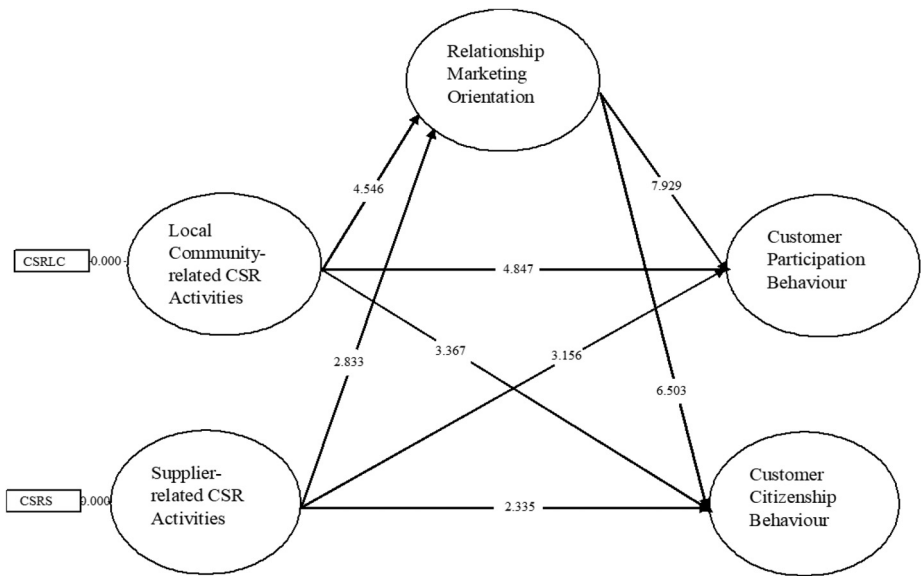 Relationship
Marketing
Orientation
4.546
7.929
CSRLC
0.000
Local
Community-
related CSR
Activities
4.847
Customer
Participation
Behaviour
2.833
3.367
3.156
6.503
CSRS
0.000
Supplier-
related CSR
Activities
2.335
Customer
Citizenship
Behaviour